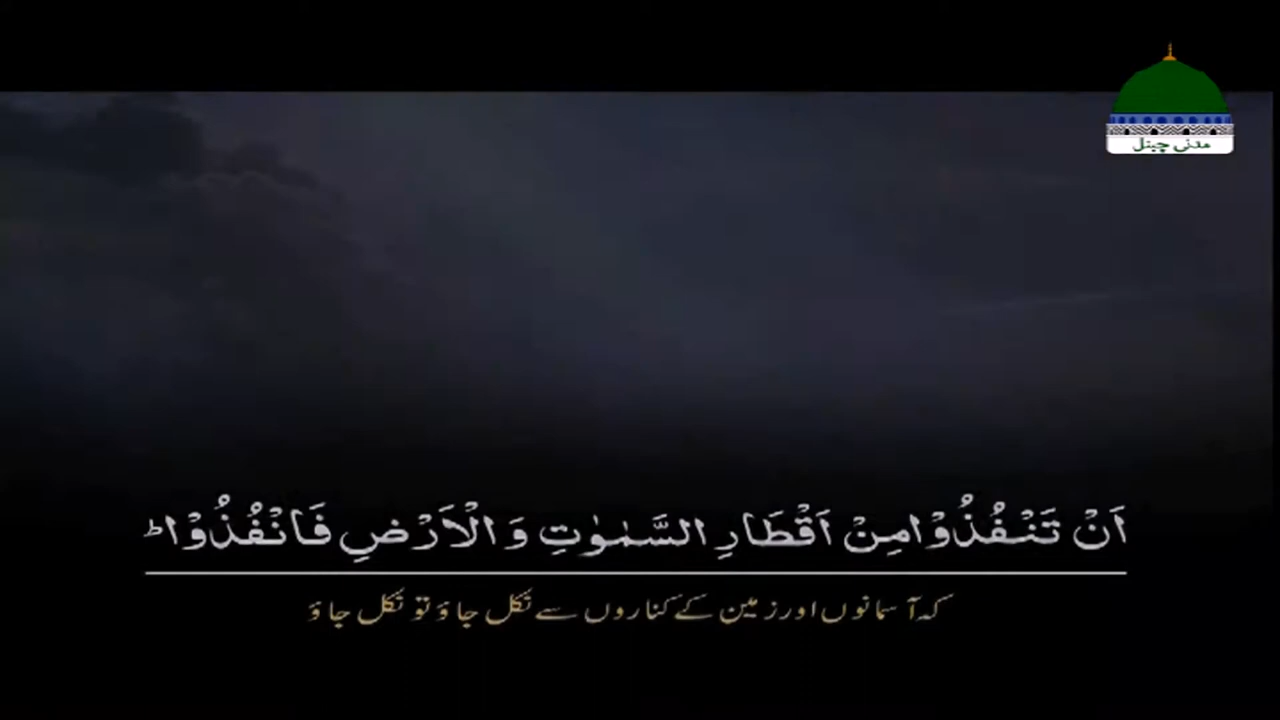 مدنی چینل
اَنْ تَنْفُذُوْا مِنْ اَقْطَارِ السَّمٰوٰتِ وَ الْاَرْضِ فَانْفُذُوْاؕ
کہ آسمانوں اور زمین کے کناروں سے نکل جاؤ تو نکل جاؤ